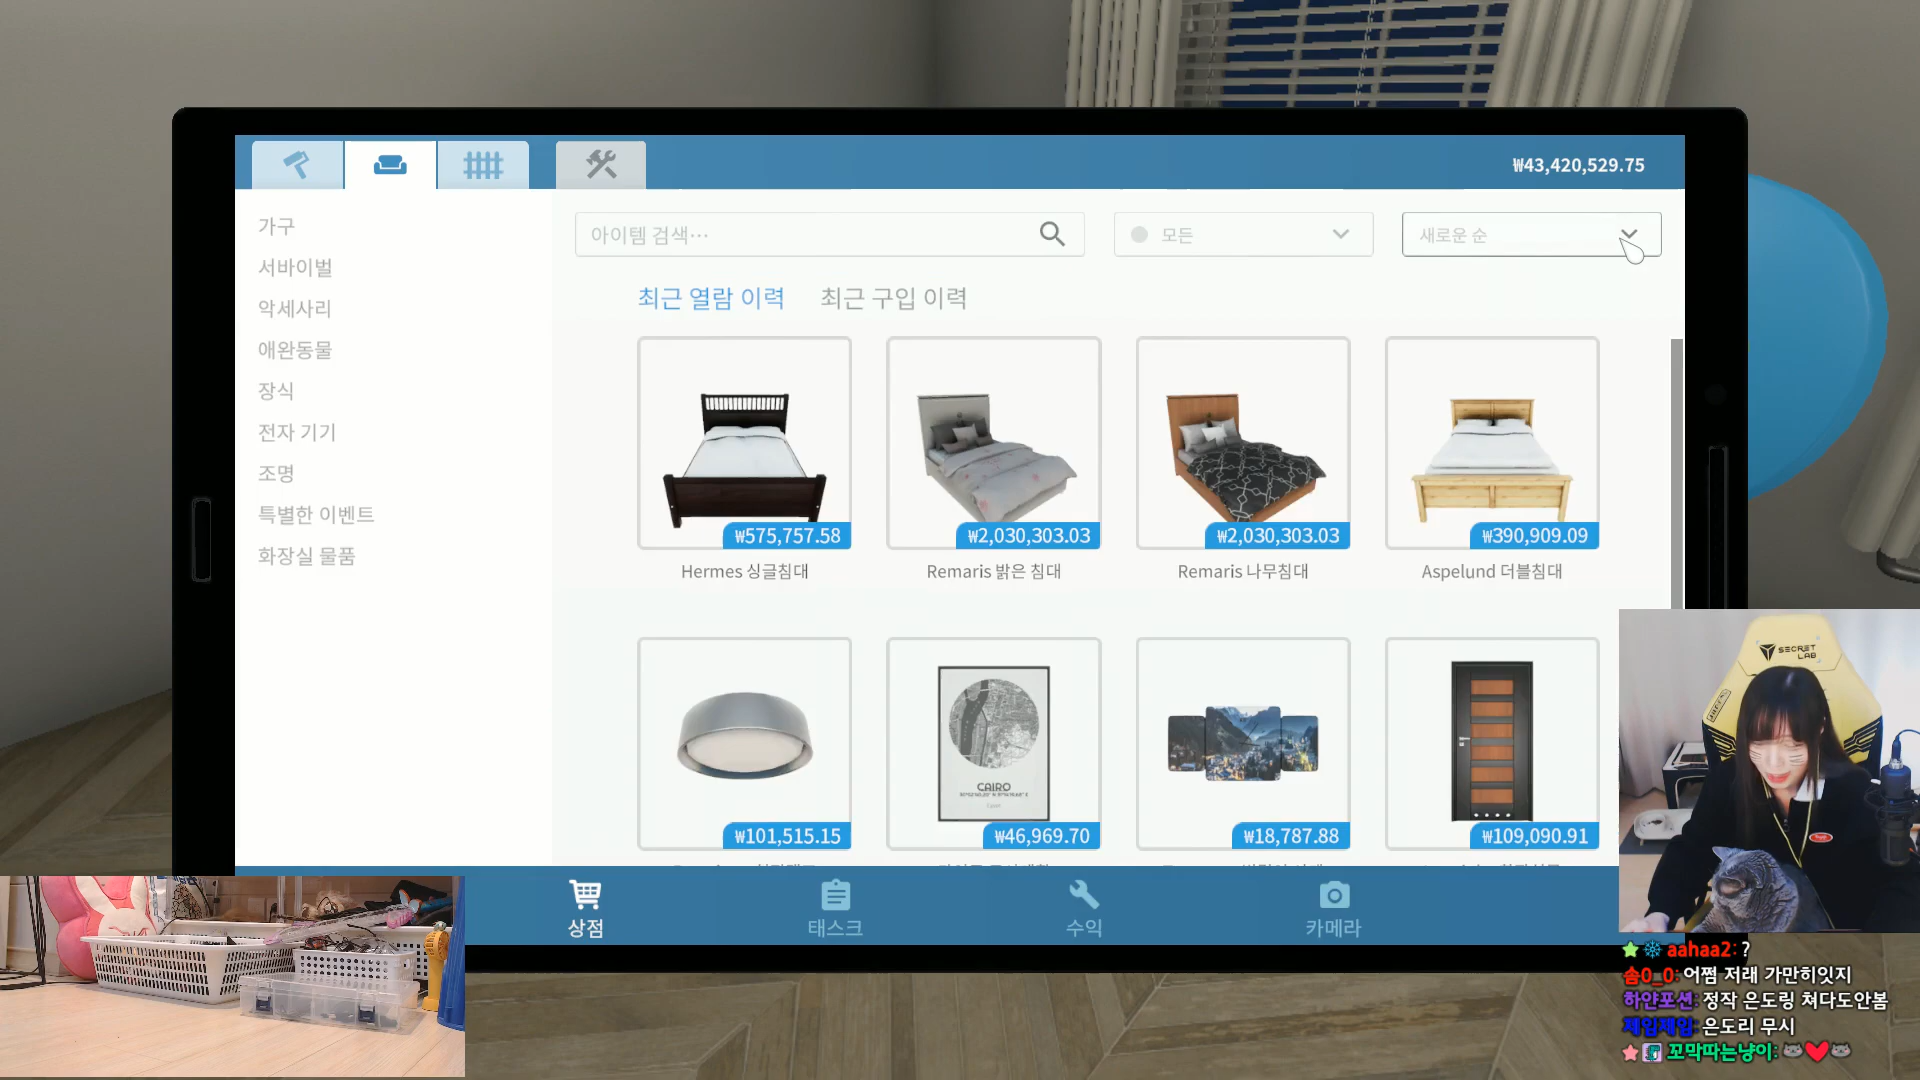 ₩43,420,529.75
가구
서바이벌
악세사리
애완동물
장식
전자 기기
조명
특별한 이벤트
화장실 물품
아이템 검색…
모든
새로운 순
최근 열람 이력
최근 구입 이력
₩575,757.58
₩2,030,303.03
₩2,030,303.03
₩390,909.09
Hermes 싱글침대
Remaris 밝은 침대
Remaris 나무침대
Aspelund 더블침대
CAIRO
₩101,515.15
₩46,969.70
₩18,787.88
₩109,090.91
상점
태스크
수익
카메라
SECRET LAB
aahaa2: ?
솜0_0: 어쩜 저래 가만히잇지
하얀포션: 정작 은도링 쳐다도안봄
제임제임: 은도리 무시
꼬막따는냥이: